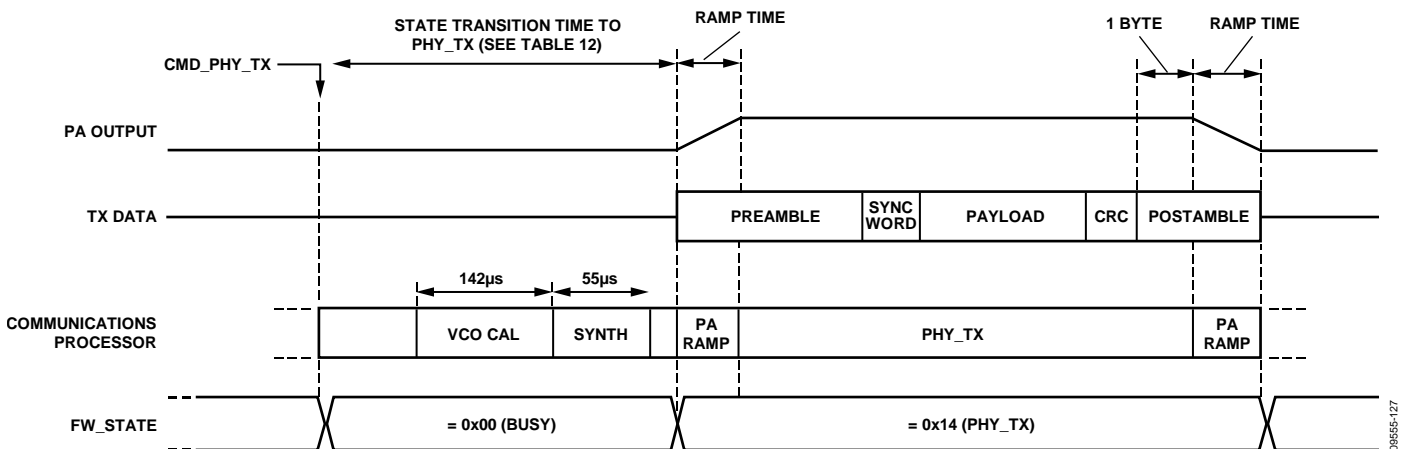 STATE TRANSITION TIME TO
PHY_TX (SEE TABLE 12)
RAMP TIME
1 BYTE
RAMP TIME
CMD_PHY_TX
PA OUTPUT
TX DATA
PREAMBLE
SYNC
WORD
PAYLOAD
CRC
POSTAMBLE
142µs
55µs
COMMUNICATIONS
PROCESSOR
VCO CAL
SYNTH
PA
RAMP
PHY_TX
PA
RAMP
FW_STATE
= 0x00 (BUSY)
= 0x14 (PHY_TX)
09555-127